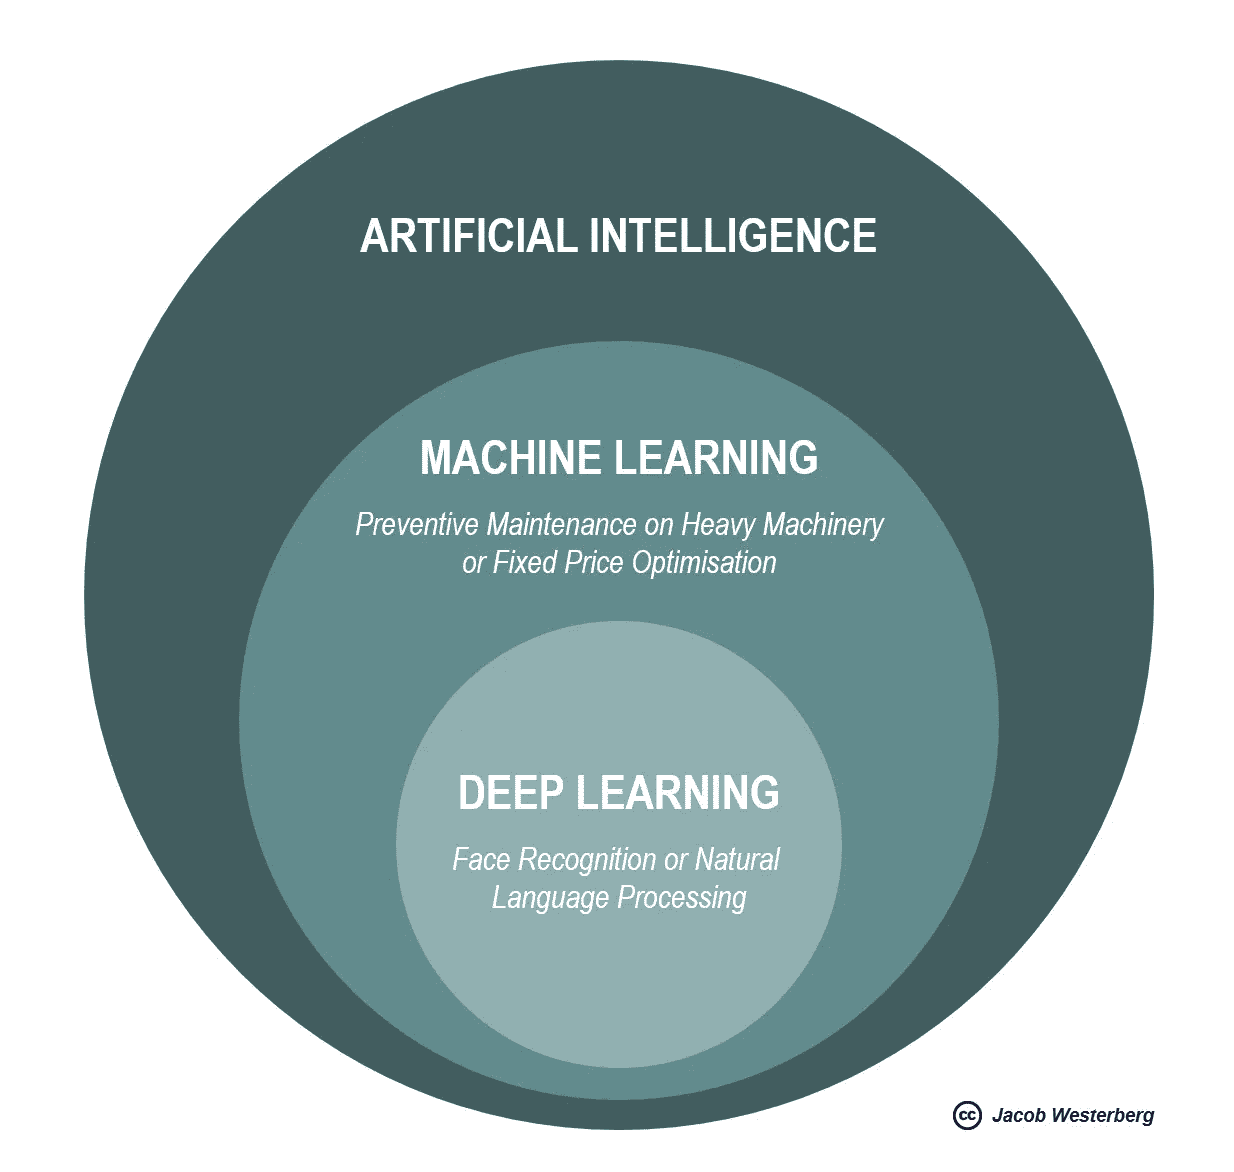 ARTIFICIAL INTELLIGENCE
MACHINE LEARNING
Preventive Maintenance on Heavy Machinery
or Fixed Price Optimisation
DEEP LEARNING
Face Recognition or Natural
Language Processing
cc Jacob Westerberg